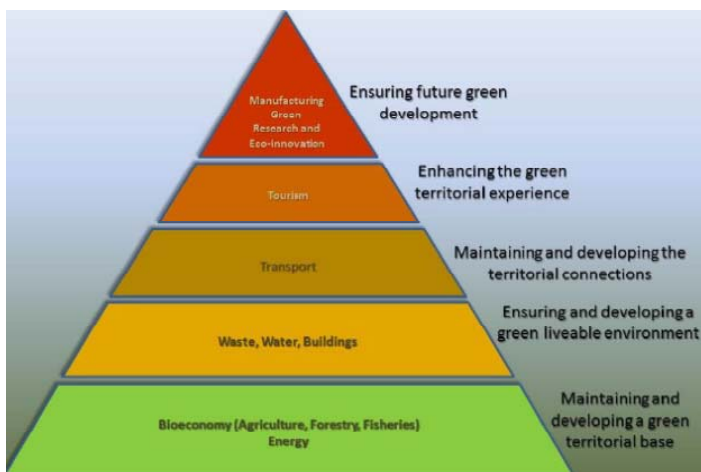 Manufacturing
Green
Research and
Eco-innovation
Ensuring future green
development
Tourism
Enhancing the green
territorial experience
Transport
Maintaining and developing the
territorial connections
Waste, Water, Buildings
Ensuring and developing a
green liveable environment
Bioeconomy (Agriculture, Forestry, Fisheries)
Energy
Maintaining and
developing a green
territorial base